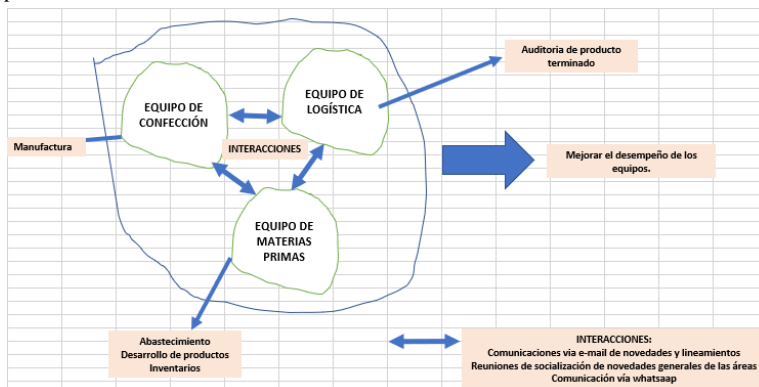 Auditoria de producto
terminado
EQUIPO DE
CONFECCIÓN
EQUIPO DE
LOGÍSTICA
Manufactura
INTERACCIONES
Mejorar el desempeño de los
equipos.
EQUIPO DE
MATERIAS
PRIMAS
Abastecimiento
Desarrollo de productos
Inventarios
INTERACCIONES:
Comunicaciones via e-mail de novedades y lineamientos
Reuniones de socialización de novedades generales de las áreas
Comunicación vía whatsaap